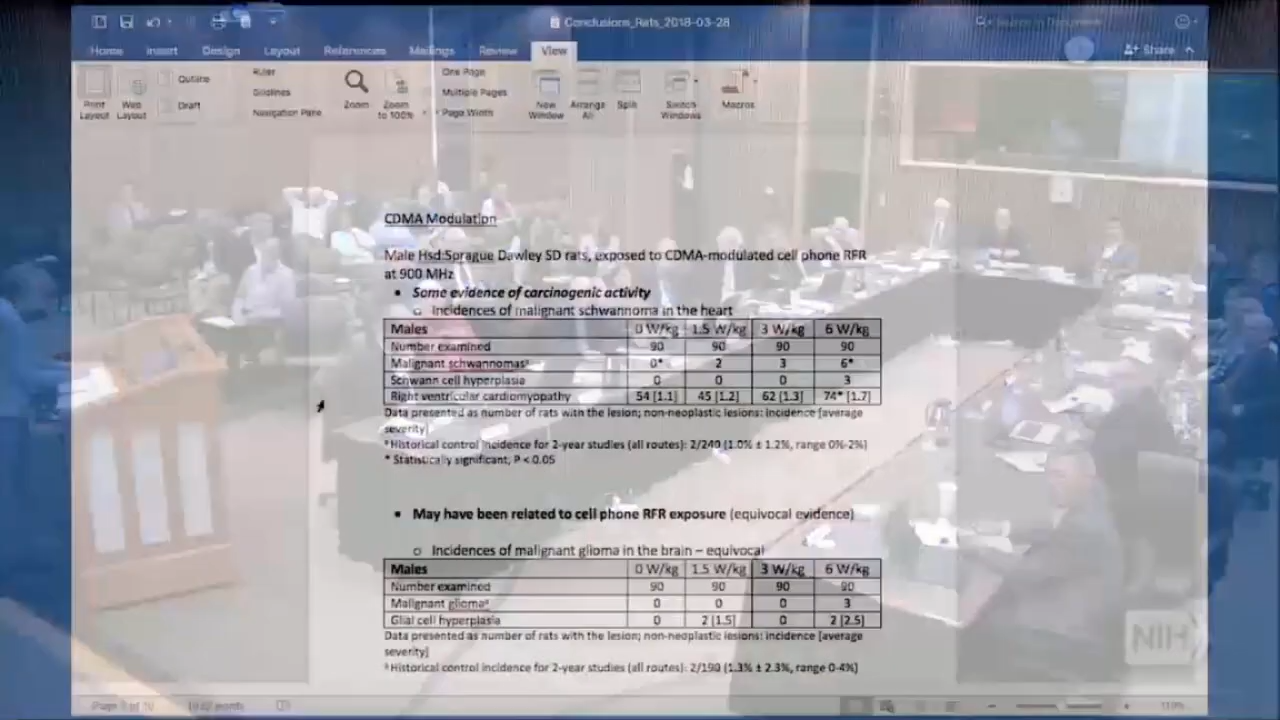 Conclusions_Rats_2018-03-28
Search in Document
Home Insert Design Layout References Mailings Review View Share
Print Layout
Web Layout
Outline
Draft
Ruler
Gridlines
Navigation Pane
Zoom
Zoom to 100%
One Page
Multiple Pages
Page Width
New Window
Arrange All
Split
Switch Windows
Macros
CDMA Modulation
Male Hsd:Sprague Dawley SD rats, exposed to CDMA-modulated cell phone RFR
at 900 MHz
• Some evidence of carcinogenic activity
o Incidences of malignant schwannoma in the heart
Males 0 W/kg 1.5 W/kg 3 W/kg 6 W/kg
Number examined 90 90 90 90
Malignant schwannomasᵃ 0* 2 3 6*
Schwann cell hyperplasia 0 0 0 3
Right ventricular cardiomyopathy 54 [1.1] 45 [1.2] 62 [1.3] 74* [1.7]
Data presented as number of rats with the lesion; non-neoplastic lesions: incidence [average
severity]
ᵃ Historical control incidence for 2-year studies (all routes): 2/240 (1.0% ± 1.2%, range 0%-2%)
* Statistically significant; P < 0.05
• May have been related to cell phone RFR exposure (equivocal evidence)
o Incidences of malignant glioma in the brain – equivocal
Males 0 W/kg 1.5 W/kg 3 W/kg 6 W/kg
Number examined 90 90 90 90
Malignant gliomaᵃ 0 0 0 3
Glial cell hyperplasia 0 2 [1.5] 0 2 [2.5]
Data presented as number of rats with the lesion; non-neoplastic lesions: incidence [average
severity]
ᵃ Historical control incidence for 2-year studies (all routes): 2/190 (1.3% ± 2.3%, range 0-4%)
NIH